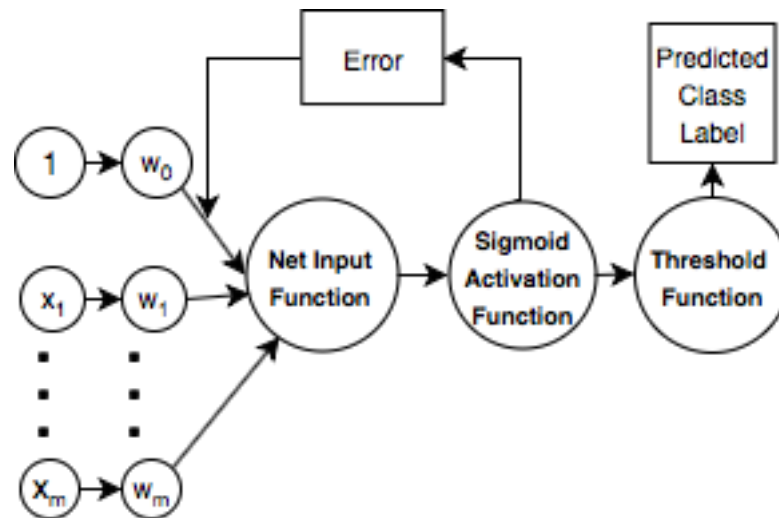 Error
Predicted
Class
Label
1
w₀
Net Input
Function
Sigmoid
Activation
Function
Threshold
Function
x₁
w₁
xₘ
wₘ